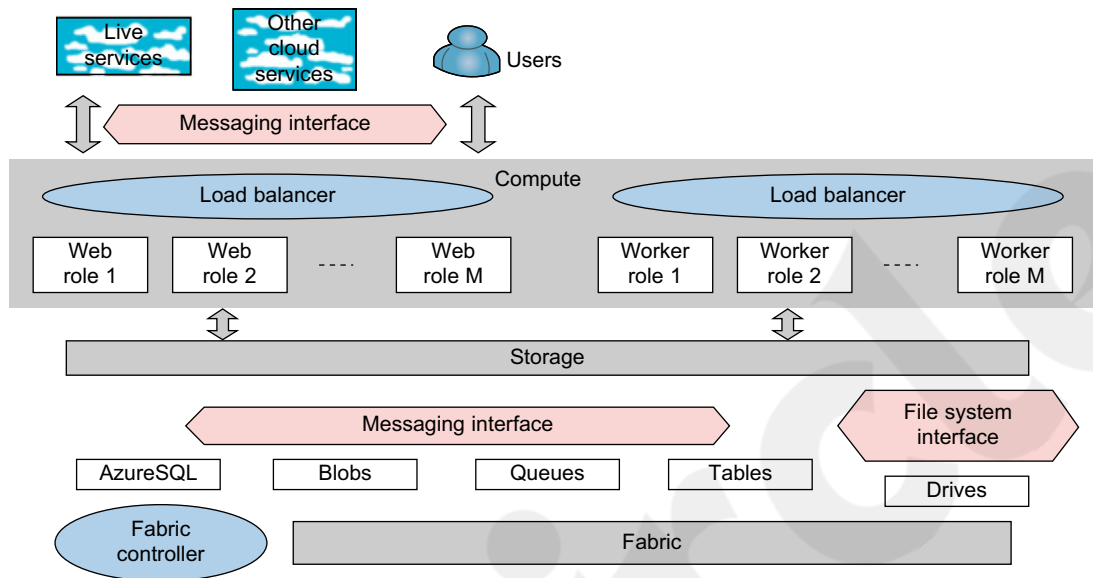 Live
services
Other
cloud
services
Users
Messaging interface
Compute
Load balancer
Load balancer
Web
role 1
Web
role 2
Web
role M
Worker
role 1
Worker
role 2
Worker
role M
Storage
Messaging interface
File system
interface
AzureSQL
Blobs
Queues
Tables
Drives
Fabric
controller
Fabric